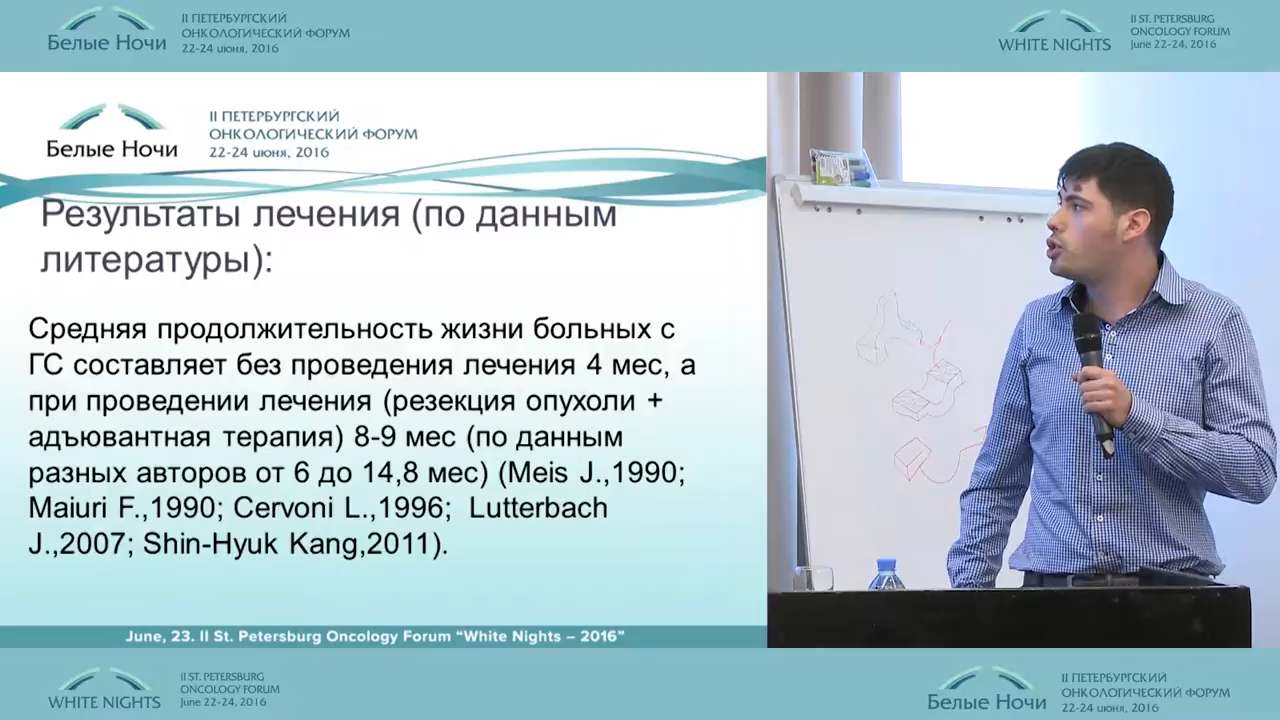 Белые Ночи
II ПЕТЕРБУРГСКИЙ
ОНКОЛОГИЧЕСКИЙ ФОРУМ
22-24 июня, 2016
WHITE NIGHTS
II ST. PETERSBURG
ONCOLOGY FORUM
June 22-24, 2016
Белые Ночи
II ПЕТЕРБУРГСКИЙ
ОНКОЛОГИЧЕСКИЙ ФОРУМ
22-24 июня, 2016
Результаты лечения (по данным
литературы):
Средняя продолжительность жизни больных с
ГС составляет без проведения лечения 4 мес, а
при проведении лечения (резекция опухоли +
адъювантная терапия) 8-9 мес (по данным
разных авторов от 6 до 14,8 мес) (Meis J.,1990;
Maiuri F.,1990; Cervoni L.,1996; Lutterbach
J.,2007; Shin-Hyuk Kang,2011).
June, 23. II St. Petersburg Oncology Forum “White Nights – 2016”
WHITE NIGHTS
II ST. PETERSBURG
ONCOLOGY FORUM
June 22-24, 2016
Белые Ночи
II ПЕТЕРБУРГСКИЙ
ОНКОЛОГИЧЕСКИЙ ФОРУМ
22-24 июня, 2016